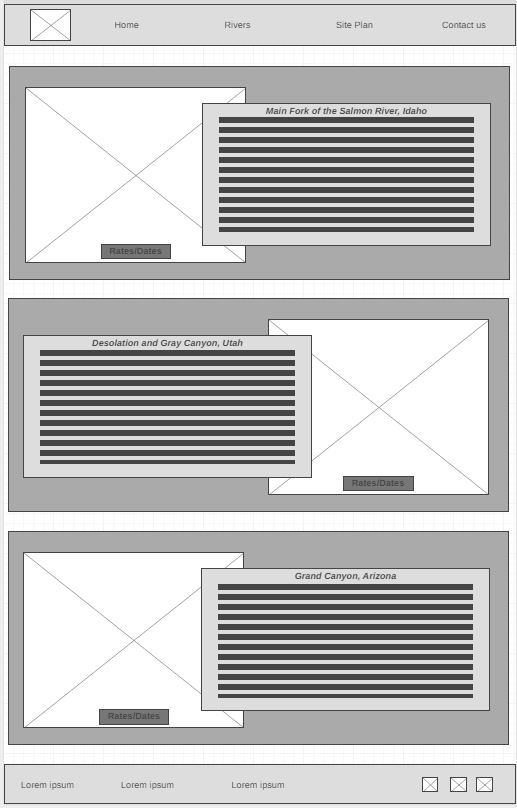 Home Rivers Site Plan Contact us
Main Fork of the Salmon River, Idaho
Rates/Dates
Desolation and Gray Canyon, Utah
Rates/Dates
Grand Canyon, Arizona
Rates/Dates
Lorem ipsum Lorem ipsum Lorem ipsum